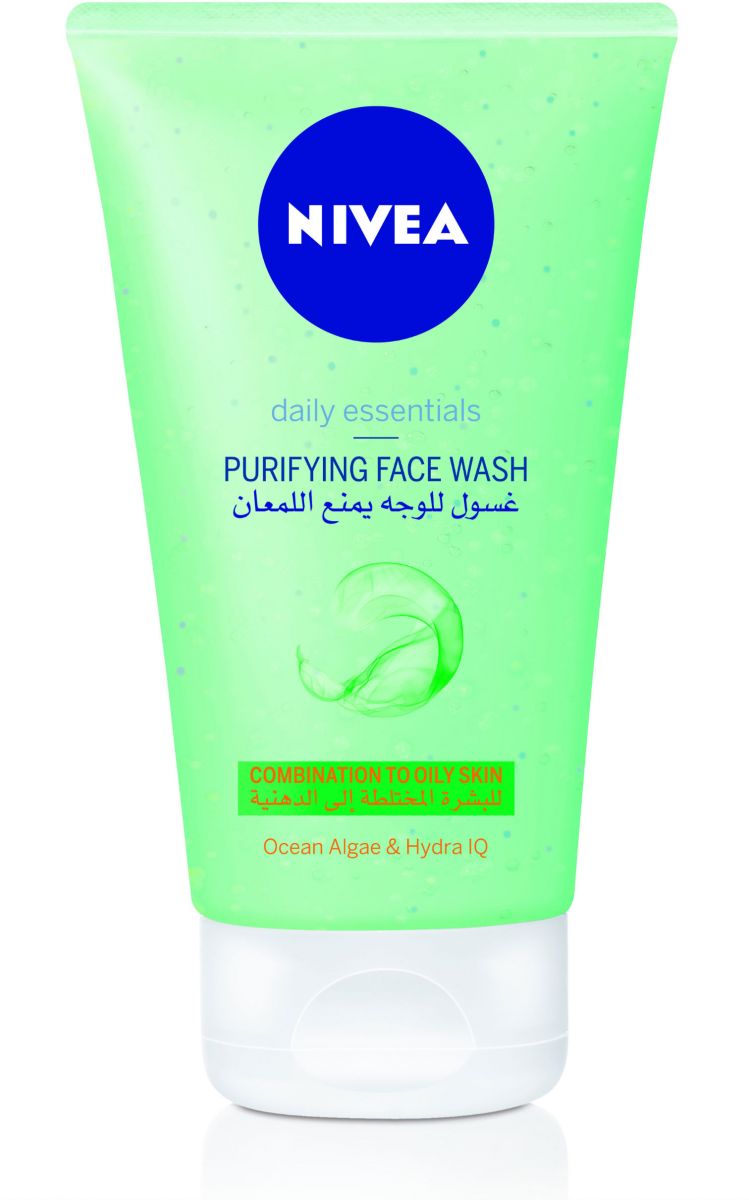 NIVEA
daily essentials
PURIFYING FACE WASH
غسول للوجه يمنع اللمعان
COMBINATION TO OILY SKIN
للبشرة المختلطة إلى الدهنية
Ocean Algae & Hydra IQ